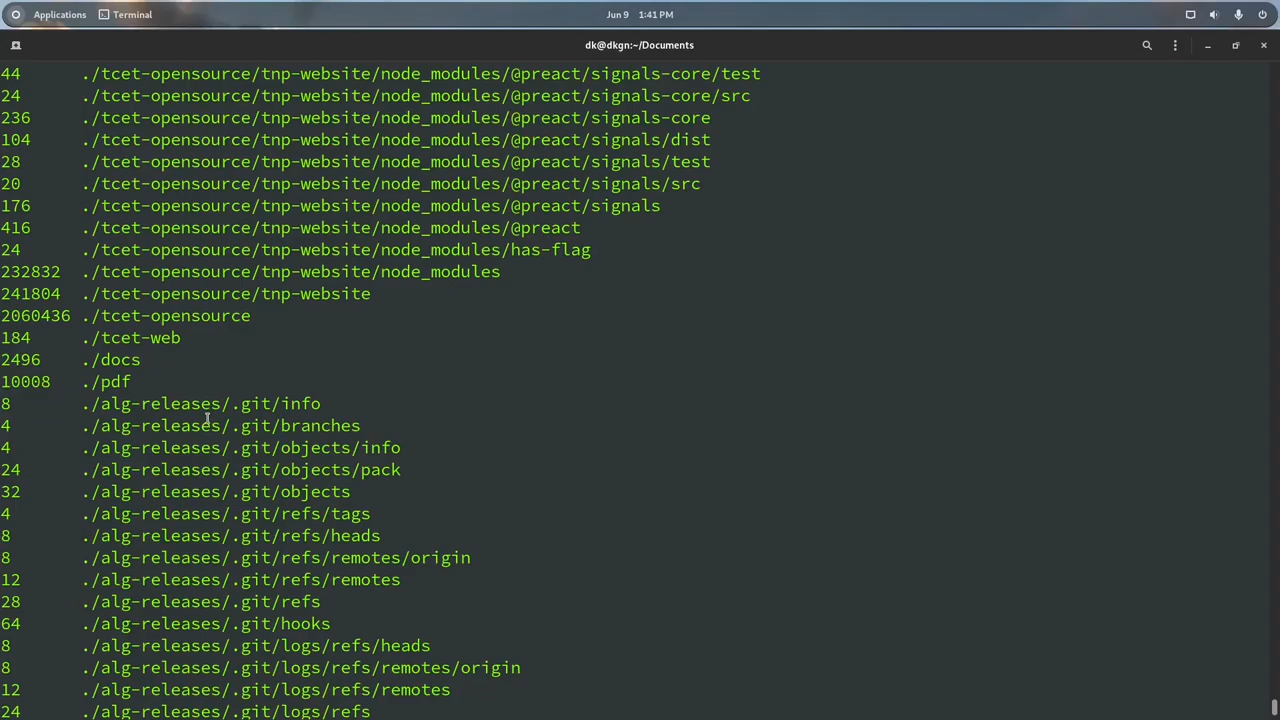 Applications Terminal Jun 9 1:41 PM
dk@dkgn:~/Documents
44 ./tcet-opensource/tnp-website/node_modules/@preact/signals-core/test
24 ./tcet-opensource/tnp-website/node_modules/@preact/signals-core/src
236 ./tcet-opensource/tnp-website/node_modules/@preact/signals-core
104 ./tcet-opensource/tnp-website/node_modules/@preact/signals/dist
28 ./tcet-opensource/tnp-website/node_modules/@preact/signals/test
20 ./tcet-opensource/tnp-website/node_modules/@preact/signals/src
176 ./tcet-opensource/tnp-website/node_modules/@preact/signals
416 ./tcet-opensource/tnp-website/node_modules/@preact
24 ./tcet-opensource/tnp-website/node_modules/has-flag
232832 ./tcet-opensource/tnp-website/node_modules
241804 ./tcet-opensource/tnp-website
2060436 ./tcet-opensource
184 ./tcet-web
2496 ./docs
10008 ./pdf
8 ./alg-releases/.git/info
4 ./alg-releases/.git/branches
4 ./alg-releases/.git/objects/info
24 ./alg-releases/.git/objects/pack
32 ./alg-releases/.git/objects
4 ./alg-releases/.git/refs/tags
8 ./alg-releases/.git/refs/heads
8 ./alg-releases/.git/refs/remotes/origin
12 ./alg-releases/.git/refs/remotes
28 ./alg-releases/.git/refs
64 ./alg-releases/.git/hooks
8 ./alg-releases/.git/logs/refs/heads
8 ./alg-releases/.git/logs/refs/remotes/origin
12 ./alg-releases/.git/logs/refs/remotes
24 ./alg-releases/.git/logs/refs